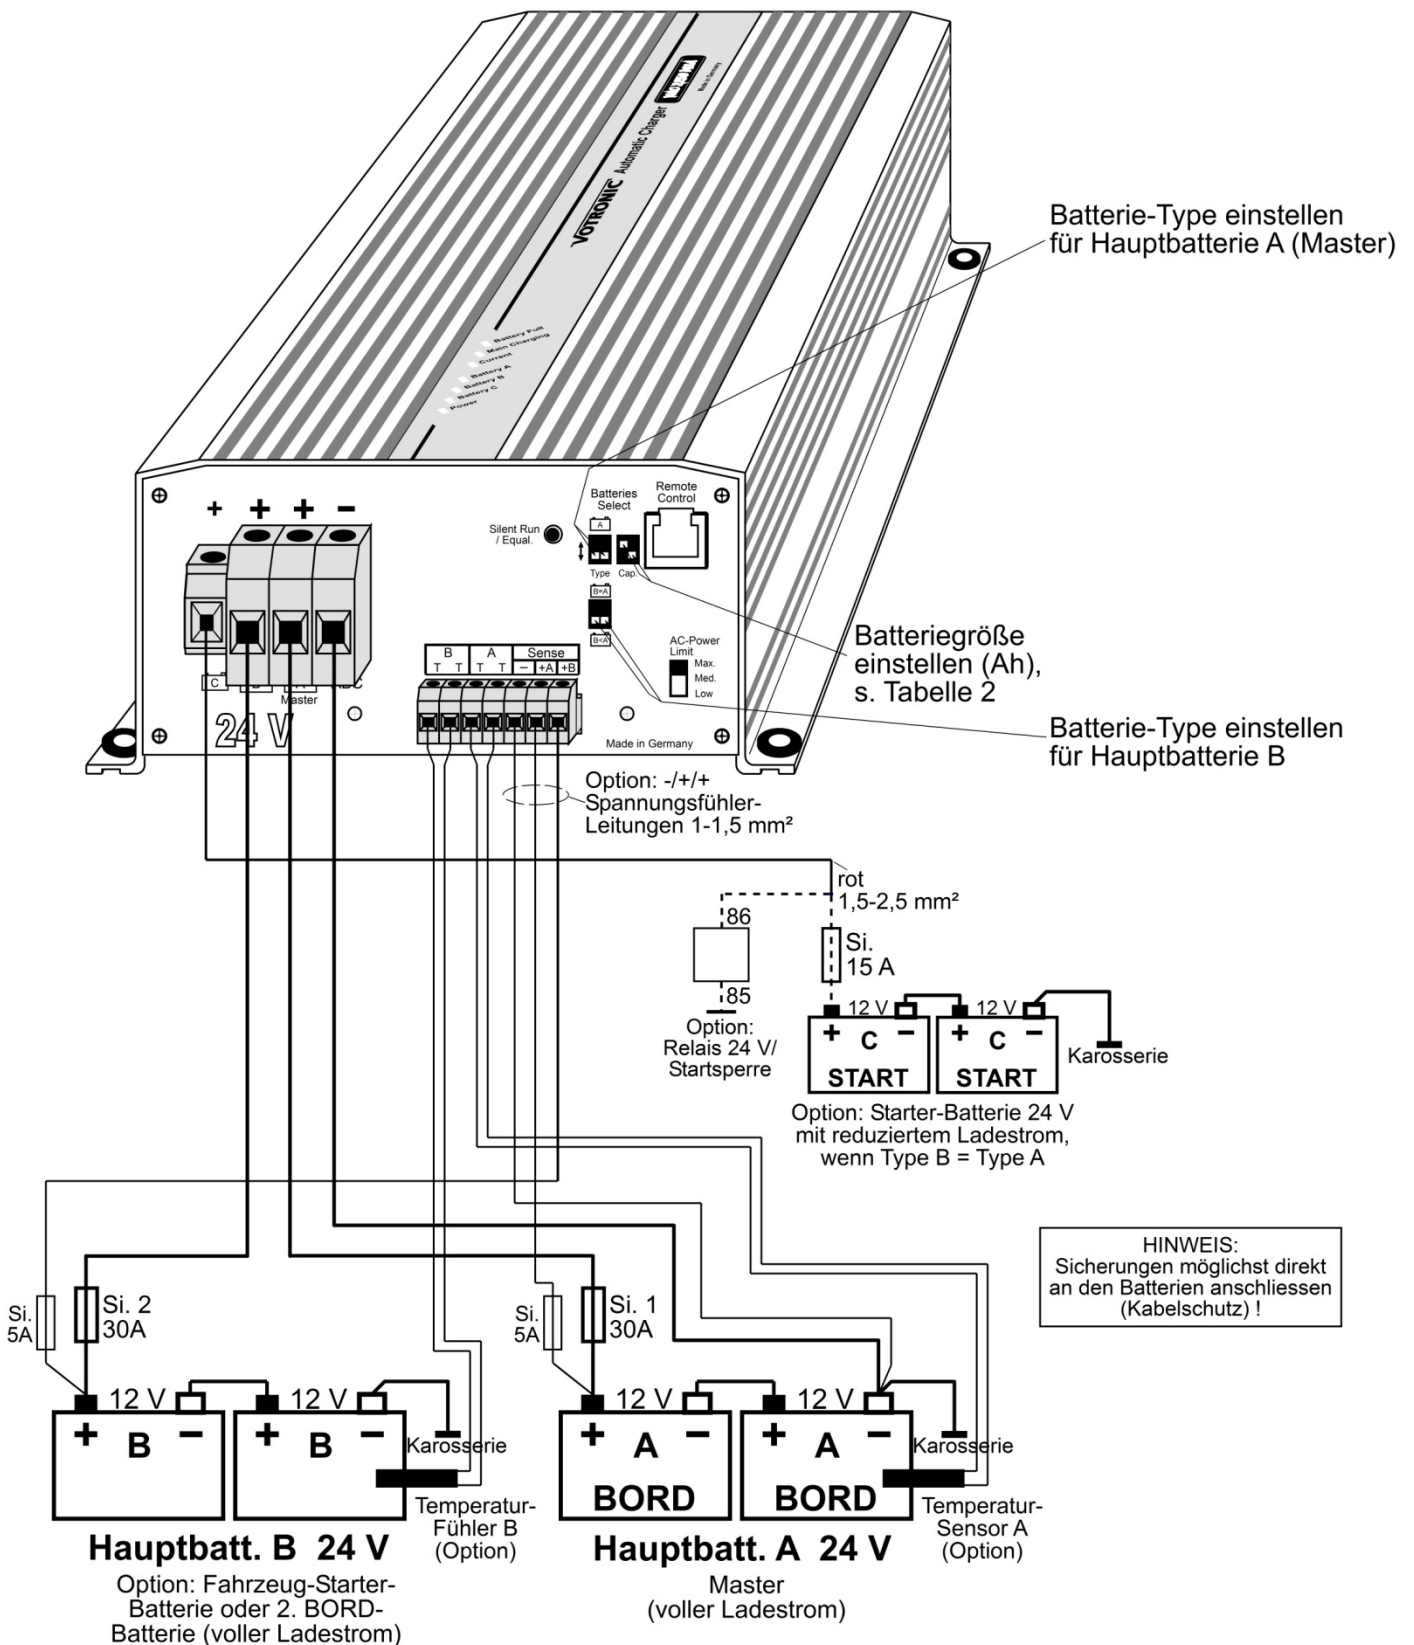 Made in Germany
VOTRONIC Automatic Charger
Battery Full
Main Charging
Current
Battery A
Battery B
Battery C
Power
Batterie-Type einstellen
für Hauptbatterie A (Master)
+ + + −
Silent Run
/ Equal.
Batteries
Select
Remote
Control
A
Type Cap.
B=A
B<A
AC-Power
Limit
Max.
Med.
Low
Batteriegröße
einstellen (Ah),
s. Tabelle 2
Batterie-Type einstellen
für Hauptbatterie B
B A Sense
T T T T − +A +B
C
Master
24 V
Made in Germany
Option: -/+/+
Spannungsfühler-
Leitungen 1-1,5 mm²
rot
1,5-2,5 mm²
86
Si.
15 A
85
Option:
Relais 24 V/
Startsperre
12 V 12 V
+ C − + C −
START START
Karosserie
Option: Starter-Batterie 24 V
mit reduziertem Ladestrom,
wenn Type B = Type A
HINWEIS:
Sicherungen möglichst direkt
an den Batterien anschliessen
(Kabelschutz) !
Si.
5A
Si. 2
30A
Si.
5A
Si. 1
30A
12 V 12 V
+ B − + B −
Karosserie
12 V 12 V
+ A − + A −
BORD BORD
Karosserie
Temperatur-
Fühler B
(Option)
Temperatur-
Sensor A
(Option)
Hauptbatt. B 24 V
Option: Fahrzeug-Starter-
Batterie oder 2. BORD-
Batterie (voller Ladestrom)
Hauptbatt. A 24 V
Master
(voller Ladestrom)